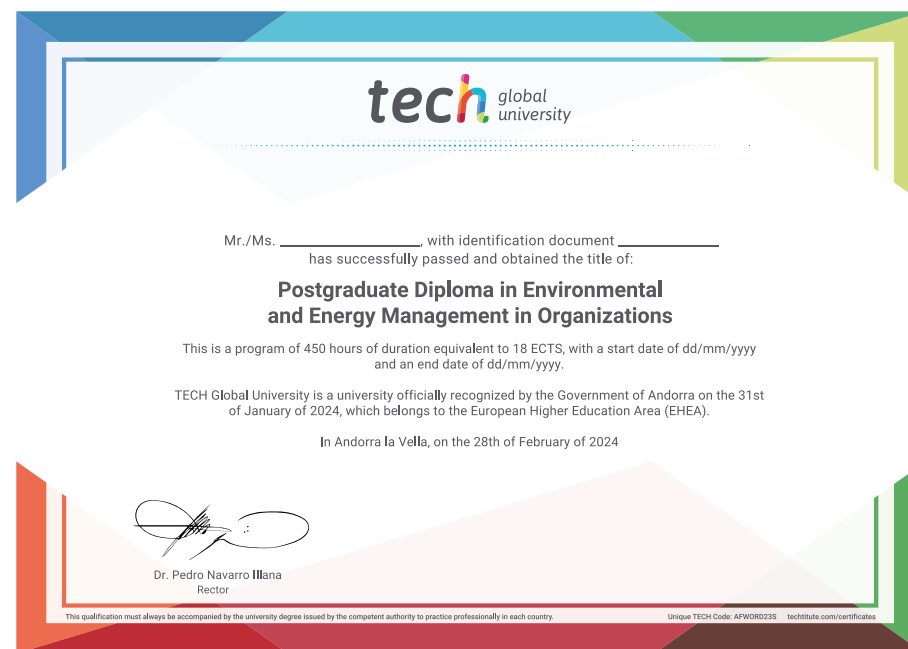 tech global
university
Mr./Ms. ____________________, with identification document ______________
has successfully passed and obtained the title of:
Postgraduate Diploma in Environmental
and Energy Management in Organizations
This is a program of 450 hours of duration equivalent to 18 ECTS, with a start date of dd/mm/yyyy
and an end date of dd/mm/yyyy.
TECH Global University is a university officially recognized by the Government of Andorra on the 31st
of January of 2024, which belongs to the European Higher Education Area (EHEA).
In Andorra la Vella, on the 28th of February of 2024
Dr. Pedro Navarro Illana
Rector
This qualification must always be accompanied by the university degree issued by the competent authority to practice professionally in each country.
Unique TECH Code: AFWORD23S techtitute.com/certificates